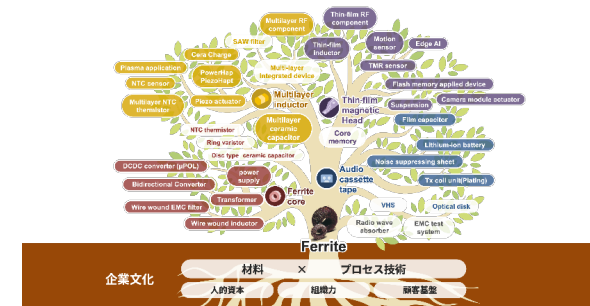 Multilayer RF
component
Thin-film RF
component
SAW filter
Thin-film
Inductor
Motion
sensor
Edge AI
Cera Charge
TMR sensor
Plasma application
PowerHap
PiezoHapt
Multi-layer
Integrated device
NTC sensor
Flash memory applied device
Multilayer NTC
thermistor
Piezo actuator
Multilayer
inductor
Thin-film
magnetic
Head
Suspension
Camera module actuator
Film capacitor
Multilayer
ceramic
capacitor
Core
memory
NTC thermistor
Ring varistor
Disc type ceramic capacitor
Lithium-ion battery
Noise suppressing sheet
DCDC converter (μPOL)
power
supply
Audio
cassette
tape
Tx coil unit(Plating)
Bidirectional Converter
Ferrite
core
Transformer
Wire wound EMC filter
VHS
Optical disk
Wire wound inductor
Radio wave
absorber
EMC test
system
Ferrite
企業文化
材料 × プロセス技術
人的資本 組織力 顧客基盤